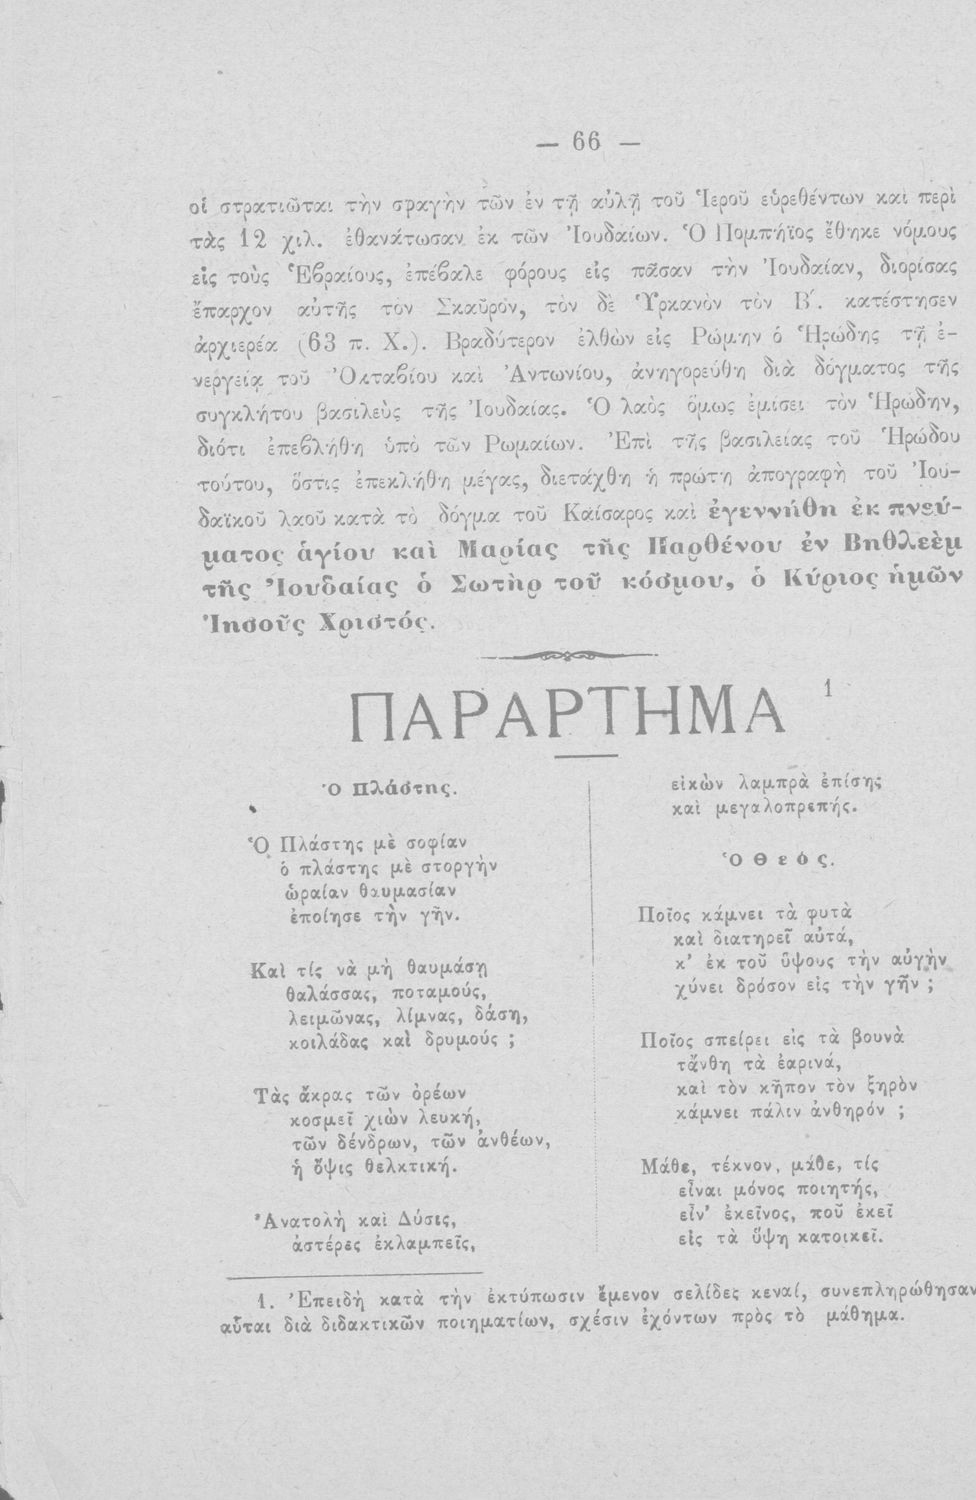 — 66 —
οἱ στρατιῶται τὴν σφαγὴν τῶν ἐν τῇ αὐλῇ τοῦ Ἱεροῦ εὑρεθέντων καὶ περὶ
τὰς 12 χιλ. ἐθανάτωσαν ἐκ τῶν Ἰουδαίων. Ὁ Πομπήϊος ἔθηκε νόμους
εἰς τοὺς Ἑβραίους, ἐπέβαλε φόρους εἰς πᾶσαν τὴν Ἰουδαίαν, διορίσας
ἔπαρχον αὐτῆς τὸν Σκαῦρον, τὸν δὲ Ὑρκανὸν τὸν Β΄. κατέστησεν
ἀρχιερέα (63 π. Χ.). Βραδύτερον ἐλθὼν εἰς Ρώμην ὁ Ἡρώδης τῇ ἐ-
νεργείᾳ τοῦ Ὀκταβίου καὶ Ἀντωνίου, ἀνηγορεύθη διὰ δόγματος τῆς
συγκλήτου βασιλεὺς τῆς Ἰουδαίας. Ὁ λαὸς ὅμως ἐμίσει τὸν Ἡρώδην,
διότι ἐπεβλήθη ὑπὸ τῶν Ρωμαίων. Ἐπὶ τῆς βασιλείας τοῦ Ἡρώδου
τούτου, ὅστις ἐπεκλήθη μέγας, διετάχθη ἡ πρώτη ἀπογραφὴ τοῦ Ἰου-
δαϊκοῦ λαοῦ κατὰ τὸ δόγμα τοῦ Καίσαρος καὶ ἐγεννήθη ἐκ πνεύ-
ματος ἁγίου καὶ Μαρίας τῆς Παρθένου ἐν Βηθλεὲμ
τῆς Ἰουδαίας ὁ Σωτὴρ τοῦ κόσμου, ὁ Κύριος ἡμῶν
Ἰησοῦς Χριστός.
ΠΑΡΑΡΤΗΜΑ 1
Ὁ Πλάστης.
Ὁ Πλάστης μὲ σοφίαν
ὁ πλάστης μὲ στοργὴν
ὡραίαν θαυμασίαν
ἐποίησε τὴν γῆν.
Καὶ τίς νὰ μὴ θαυμάσῃ
θαλάσσας, ποταμούς,
λειμῶνας, λίμνας, δάση,
κοιλάδας καὶ δρυμούς ;
Τὰς ἄκρας τῶν ὀρέων
κοσμεῖ χιὼν λευκή,
τῶν δένδρων, τῶν ἀνθέων,
ἡ ὄψις θελκτική.
Ἀνατολὴ καὶ Δύσις,
ἀστέρες ἐκλαμπεῖς,
εἰκὼν λαμπρὰ ἐπίσης
καὶ μεγαλοπρεπής.
Ὁ Θεός.
Ποῖος κάμνει τὰ φυτὰ
καὶ διατηρεῖ αὐτά,
κ' ἐκ τοῦ ὕψους τὴν αὐγὴν
χύνει δρόσον εἰς τὴν γῆν ;
Ποῖος σπείρει εἰς τὰ βουνὰ
τἄνθη τὰ ἐαρινά,
καὶ τὸν κῆπον τὸν ξηρὸν
κάμνει πάλιν ἀνθηρόν ;
Μάθε, τέκνον, μάθε, τίς
εἶναι μόνος ποιητής,
εἶν' ἐκεῖνος, ποῦ ἐκεῖ
εἰς τὰ ὕψη κατοικεῖ.
1. Ἐπειδὴ κατὰ τὴν ἐκτύπωσιν ἔμενον σελίδες κεναί, συνεπληρώθησαν
αὗται διὰ διδακτικῶν ποιηματίων, σχέσιν ἐχόντων πρὸς τὸ μάθημα.